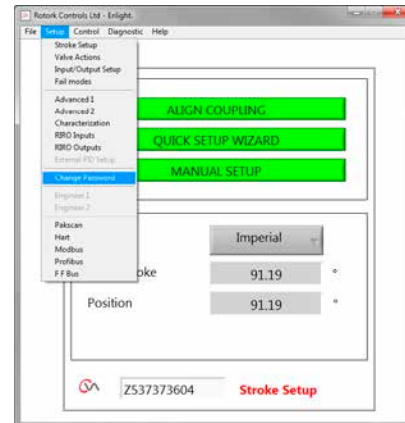 Rotork Controls Ltd - Enlight.
File Setup Control Diagnostic Help
Stroke Setup
Valve Actions
Input/Output Setup
Fail modes
Advanced 1
Advanced 2
Characterization
RIRO Inputs
RIRO Outputs
External PID Setup
Change Password
Engineer 1
Engineer 2
Pakscan
Hart
Modbus
Profibus
F F Bus
ALIGN COUPLING
QUICK SETUP WIZARD
MANUAL SETUP
Imperial
oke 91.19 °
Position 91.19 °
Z537373604 Stroke Setup